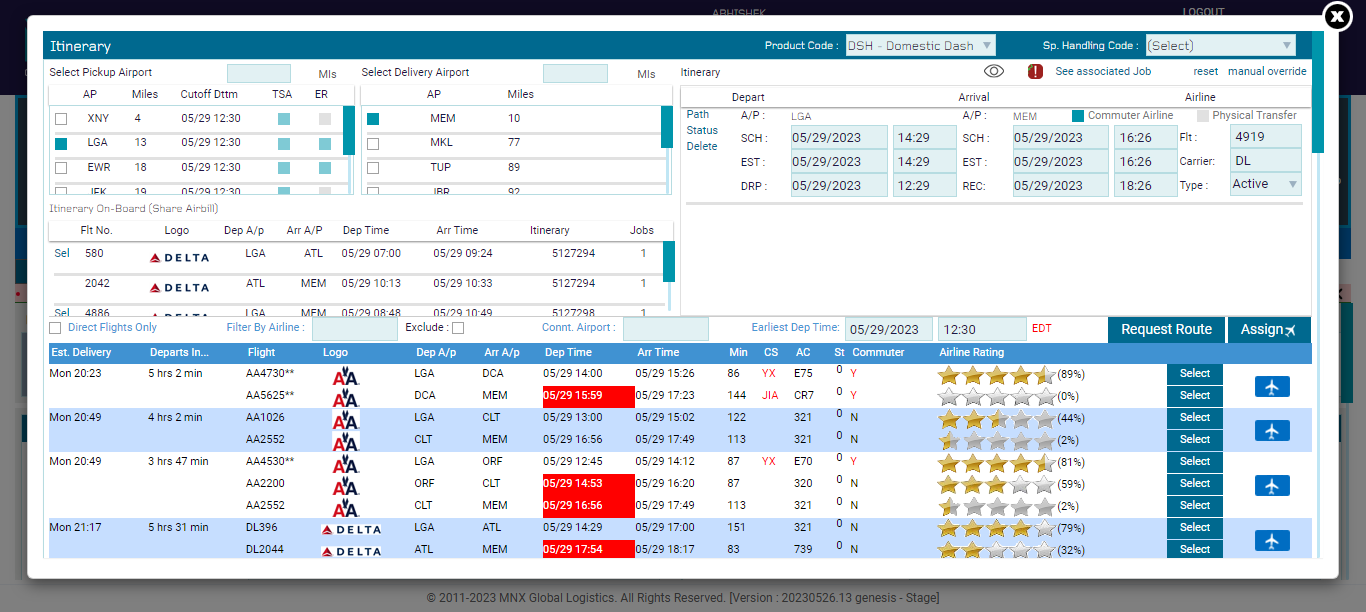 ABHISHEK LOGOUT
Itinerary Product Code : DSH - Domestic Dash Sp. Handling Code : (Select)
Select Pickup Airport Mls Select Delivery Airport Mls Itinerary See associated Job reset manual override
AP Miles Cutoff Dttm TSA ER AP Miles Depart Arrival Airline
XNY 4 05/29 12:30 MEM 10 Path A/P : LGA A/P : MEM Commuter Airline Physical Transfer
LGA 13 05/29 12:30 MKL 77 Status SCH : 05/29/2023 14:29 SCH : 05/29/2023 16:26 Flt : 4919
EWR 18 05/29 12:30 TUP 89 Delete EST : 05/29/2023 14:29 EST : 05/29/2023 16:26 Carrier: DL
JFK 19 05/29 12:30 JBR 92 DRP : 05/29/2023 12:29 REC: 05/29/2023 18:26 Type : Active
Itinerary On-Board (Share Airbill)
Flt No. Logo Dep A/p Arr A/P Dep Time Arr Time Itinerary Jobs
Sel 580 DELTA LGA ATL 05/29 07:00 05/29 09:24 5127294 1
2042 DELTA ATL MEM 05/29 10:13 05/29 10:33 5127294 1
Sel 4886 DELTA LGA MEM 05/29 08:48 05/29 10:49 5127298 1
Direct Flights Only Filter By Airline : Exclude : Connt. Airport : Earliest Dep Time: 05/29/2023 12:30 EDT Request Route Assign
Est. Delivery Departs In... Flight Logo Dep A/p Arr A/p Dep Time Arr Time Min CS AC St Commuter Airline Rating
Mon 20:23 5 hrs 2 min AA4730** AA LGA DCA 05/29 14:00 05/29 15:26 86 YX E75 0 Y (89%) Select
AA5625** AA DCA MEM 05/29 15:59 05/29 17:23 144 JIA CR7 0 Y (0%) Select
Mon 20:49 4 hrs 2 min AA1026 AA LGA CLT 05/29 13:00 05/29 15:02 122 321 0 N (44%) Select
AA2552 AA CLT MEM 05/29 16:56 05/29 17:49 113 321 0 N (2%) Select
Mon 20:49 3 hrs 47 min AA4530** AA LGA ORF 05/29 12:45 05/29 14:12 87 YX E70 0 Y (81%) Select
AA2200 AA ORF CLT 05/29 14:53 05/29 16:20 87 320 0 N (59%) Select
AA2552 AA CLT MEM 05/29 16:56 05/29 17:49 113 321 0 N (2%) Select
Mon 21:17 5 hrs 31 min DL396 DELTA LGA ATL 05/29 14:29 05/29 17:00 151 321 0 N (79%) Select
DL2044 DELTA ATL MEM 05/29 17:54 05/29 18:17 83 739 0 N (32%) Select
© 2011-2023 MNX Global Logistics. All Rights Reserved. [Version : 20230526.13 genesis - Stage]